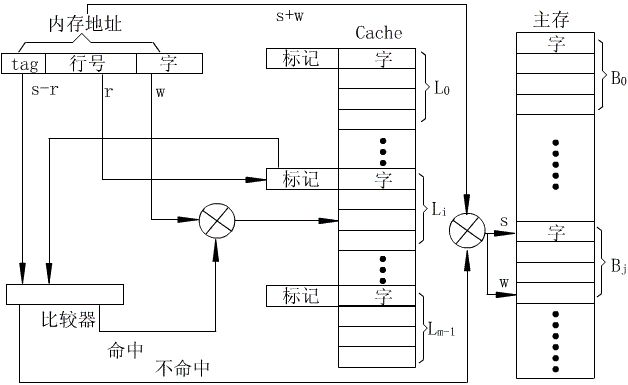 内存地址
s+w
Cache
主存
tag 行号 字
s-r
r
w
标记 字
L0
字
B0
标记 字
Li
s
字
w
Bj
标记 字
Lm-1
比较器
命中
不命中